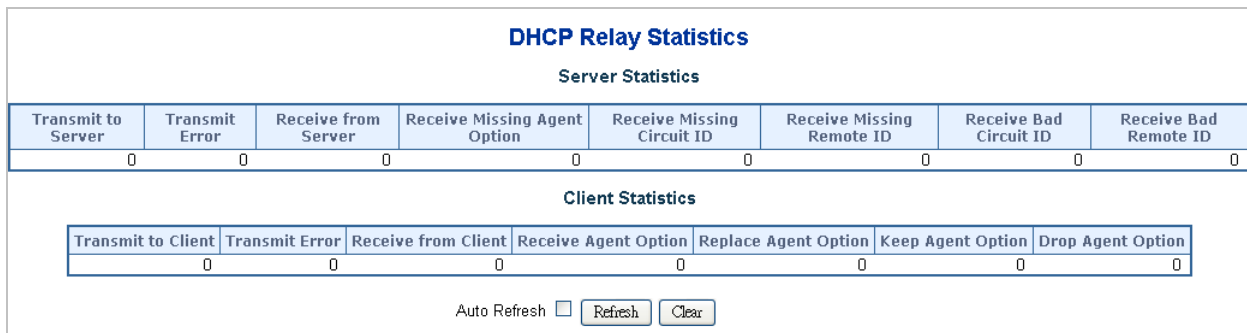 DHCP Relay Statistics
Server Statistics
Transmit to Server Transmit Error Receive from Server Receive Missing Agent Option Receive Missing Circuit ID Receive Missing Remote ID Receive Bad Circuit ID Receive Bad Remote ID
0 0 0 0 0 0 0 0
Client Statistics
Transmit to Client Transmit Error Receive from Client Receive Agent Option Replace Agent Option Keep Agent Option Drop Agent Option
0 0 0 0 0 0 0
Auto Refresh Refresh Clear